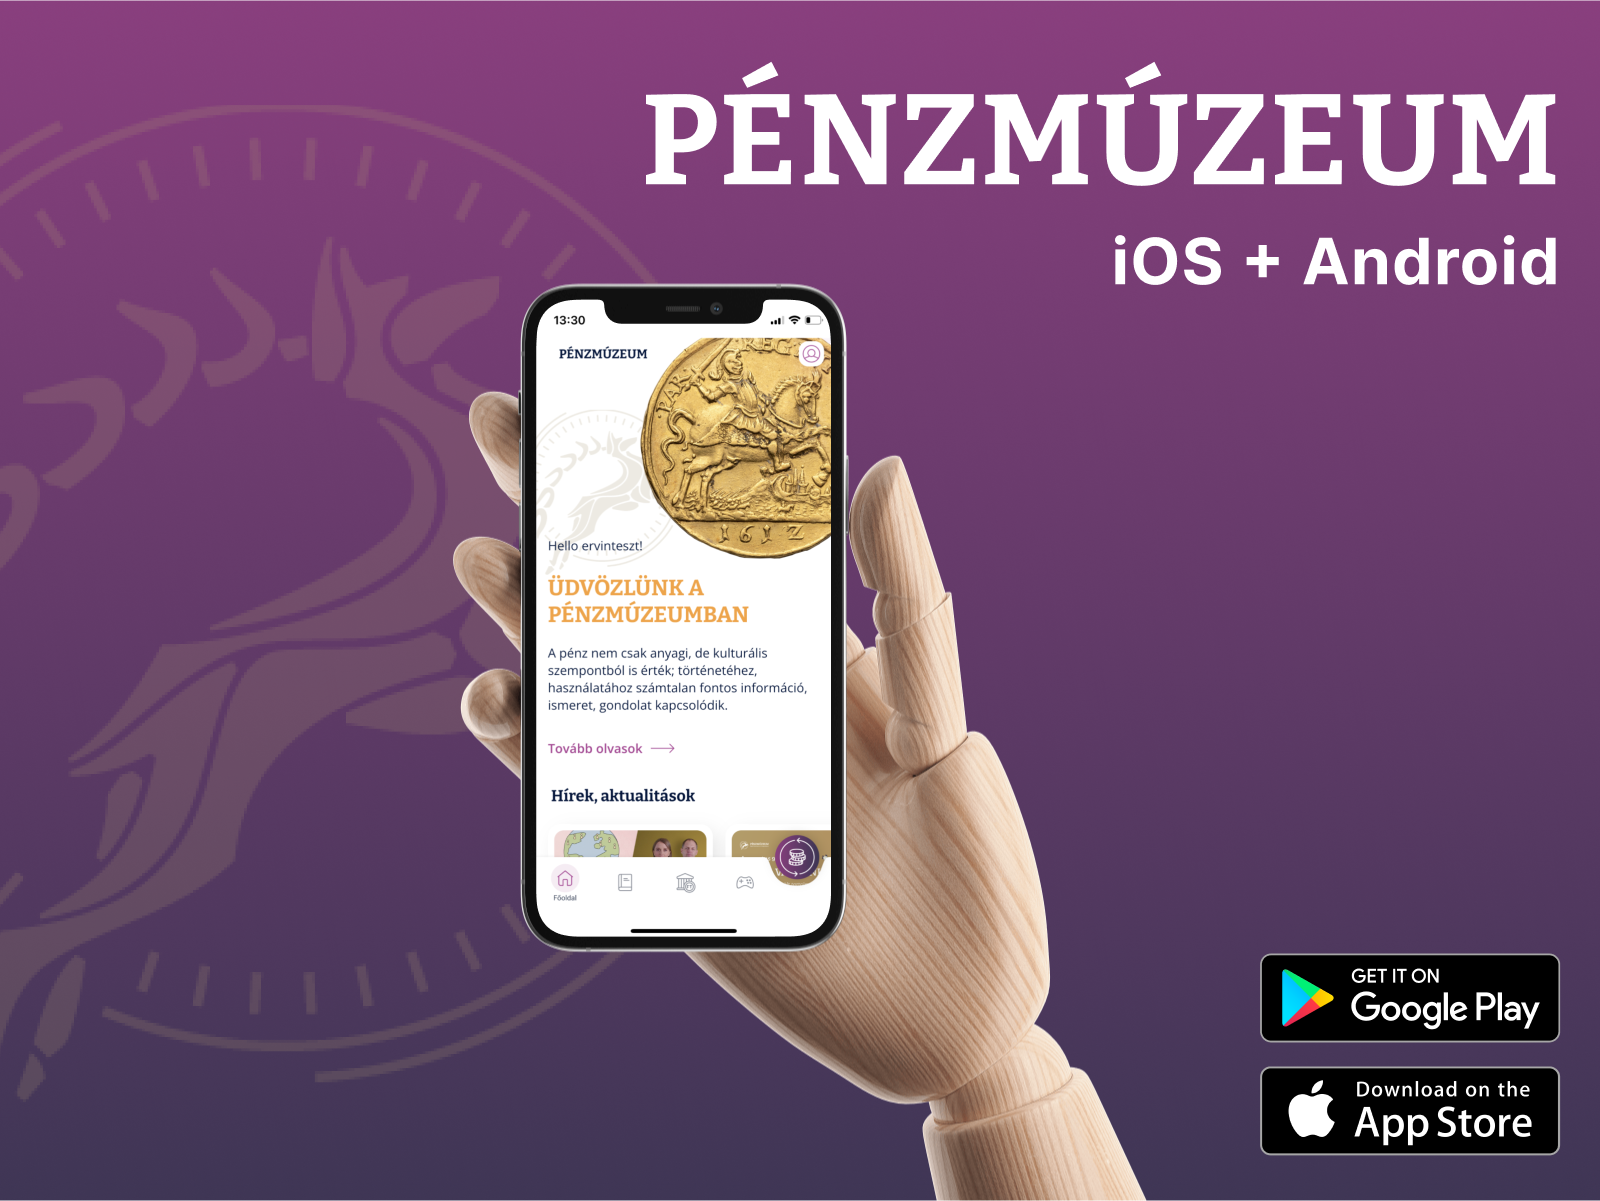 PÉNZMÚZEUM
iOS + Android
13:30
PÉNZMÚZEUM
1612
Hello ervinteszt!
ÜDVÖZLÜNK A
PÉNZMÚZEUMBAN
A pénz nem csak anyagi, de kulturális
szempontból is érték; történetéhez,
használatához számtalan fontos információ,
ismeret, gondolat kapcsolódik.
Tovább olvasok
Hírek, aktualitások
Főoldal
GET IT ON
Google Play
Download on the
App Store